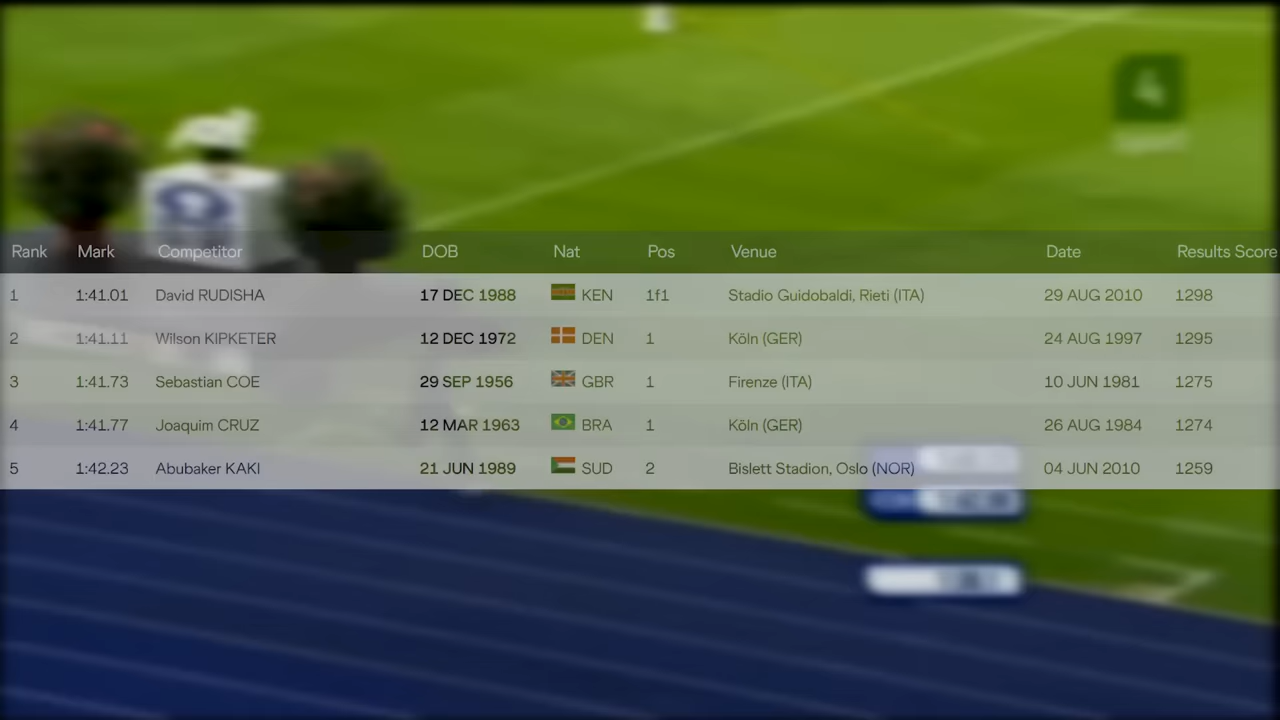 Rank Mark Competitor DOB Nat Pos Venue Date Results Score
1 1:41.01 David RUDISHA 17 DEC 1988 KEN 1f1 Stadio Guidobaldi, Rieti (ITA) 29 AUG 2010 1298
2 1:41.11 Wilson KIPKETER 12 DEC 1972 DEN 1 Köln (GER) 24 AUG 1997 1295
3 1:41.73 Sebastian COE 29 SEP 1956 GBR 1 Firenze (ITA) 10 JUN 1981 1275
4 1:41.77 Joaquim CRUZ 12 MAR 1963 BRA 1 Köln (GER) 26 AUG 1984 1274
5 1:42.23 Abubaker KAKI 21 JUN 1989 SUD 2 Bislett Stadion, Oslo (NOR) 04 JUN 2010 1259